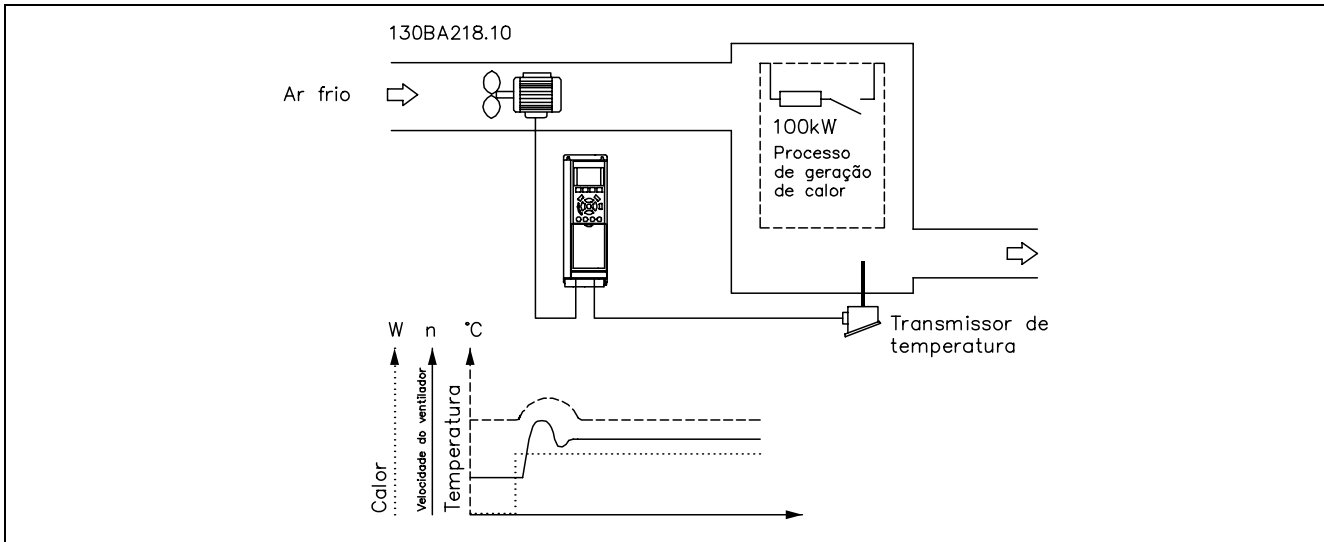 130BA218.10
Ar frio
100kW
Processo
de geração
de calor
Transmissor de
temperatura
W n °C
Calor
Velocidade do ventilador
Temperatura